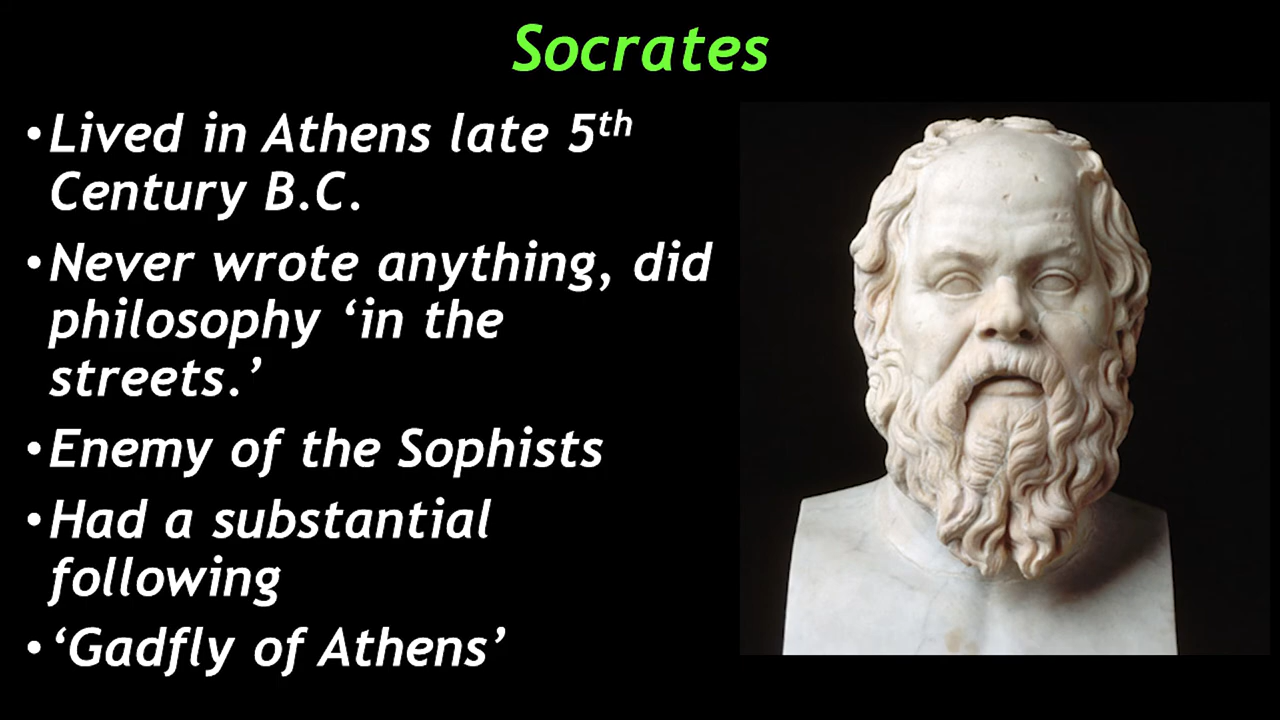 Socrates
•Lived in Athens late 5th
Century B.C.
•Never wrote anything, did
philosophy ‘in the
streets.’
•Enemy of the Sophists
•Had a substantial
following
•‘Gadfly of Athens’